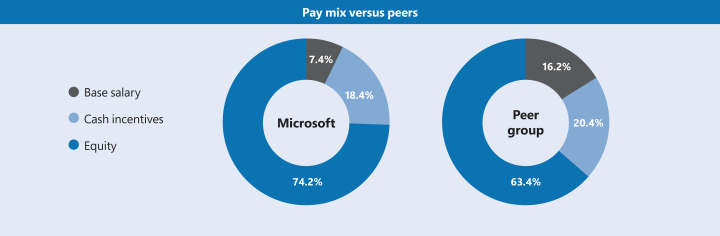 Pay mix versus peers
Base salary
Cash incentives
Equity
7.4%
18.4%
Microsoft
74.2%
16.2%
20.4%
Peer
group
63.4%